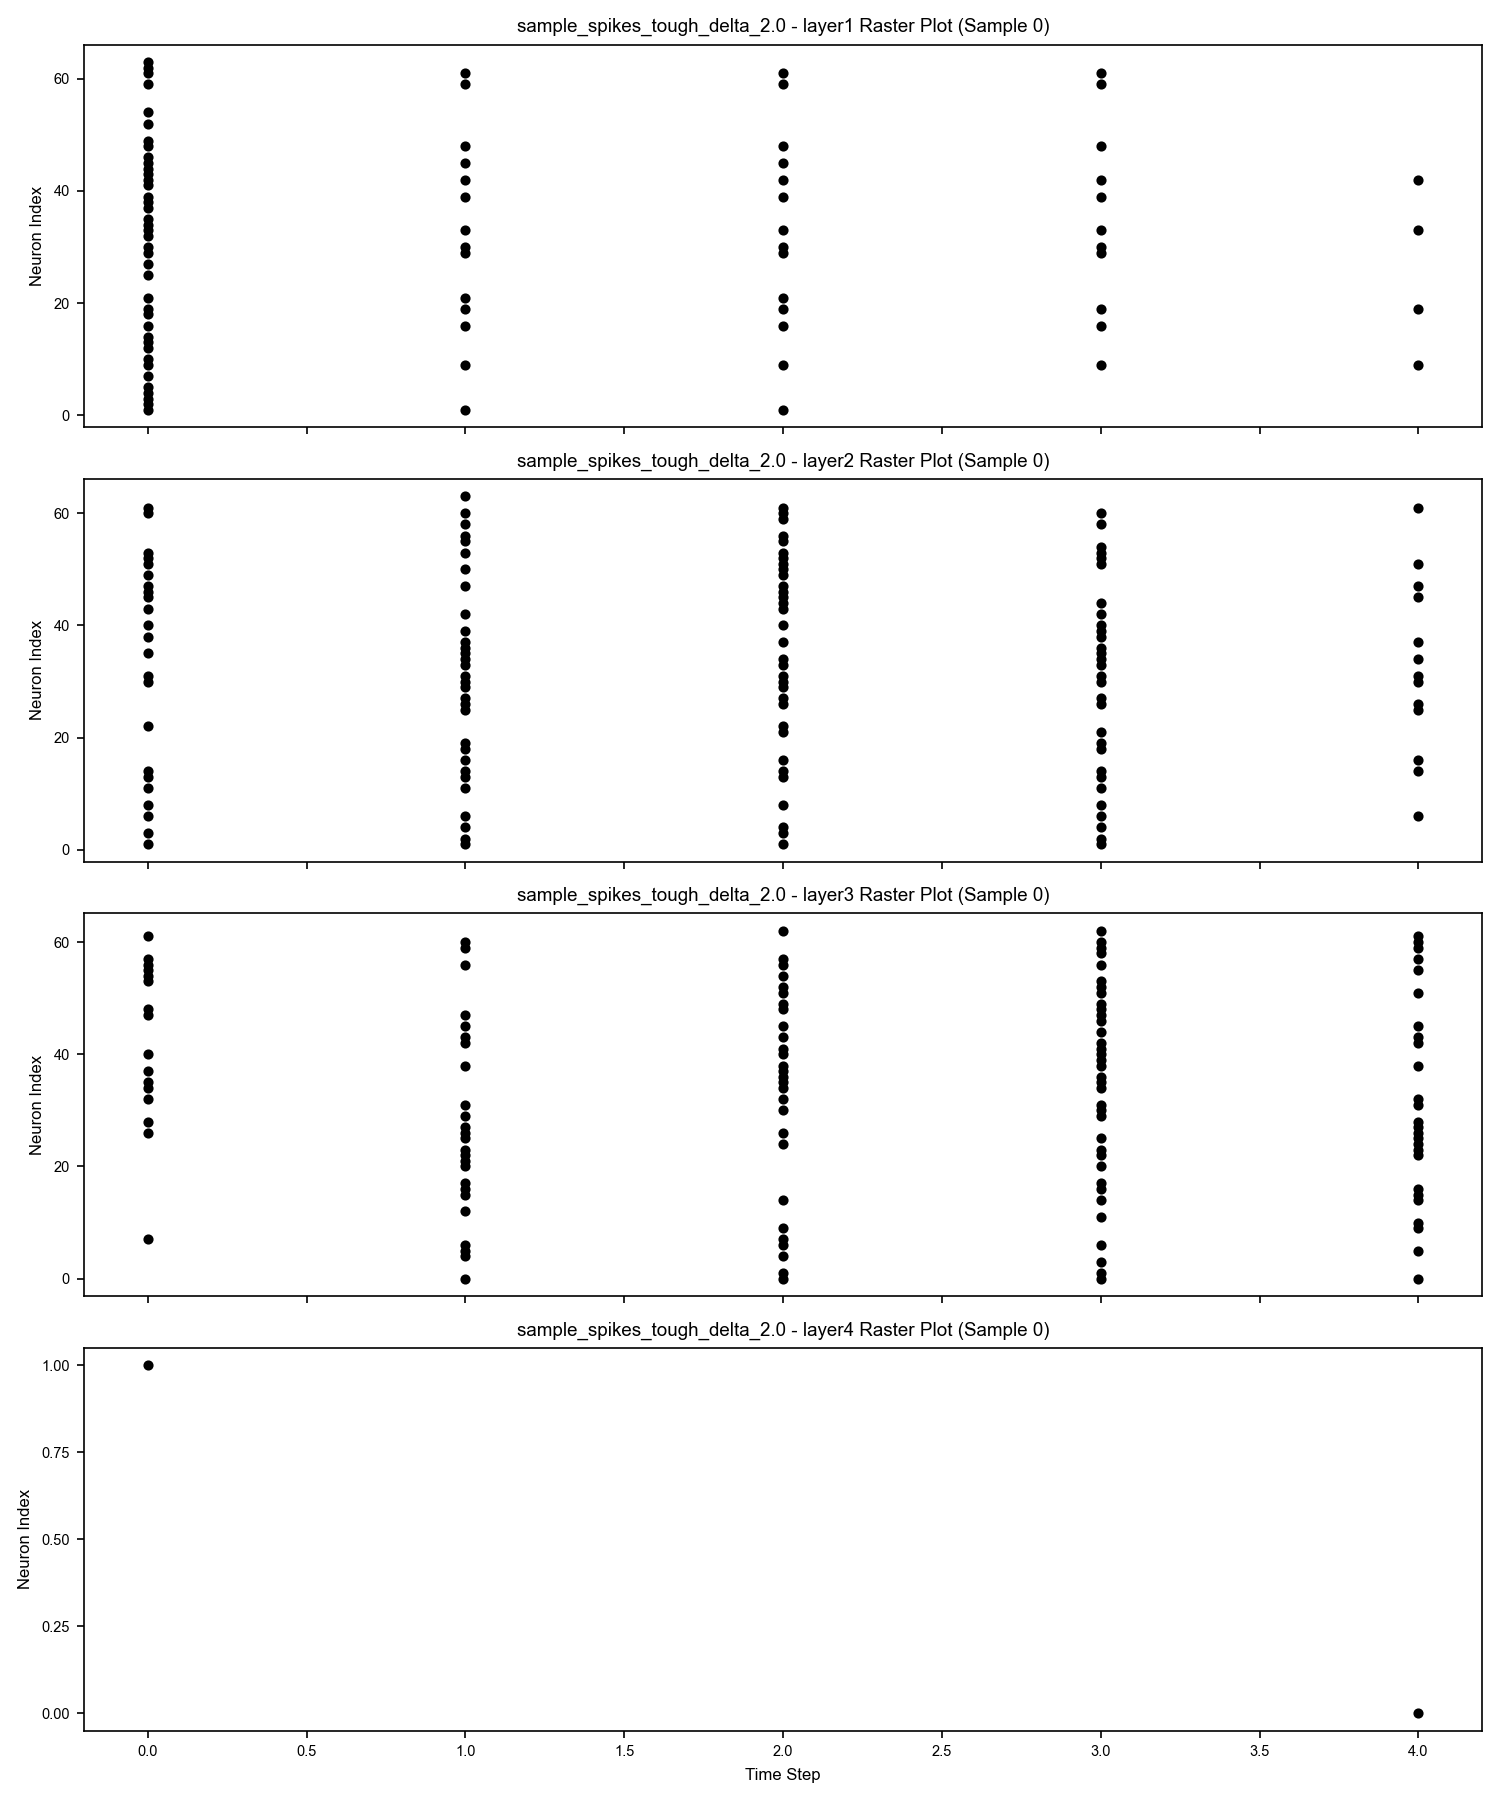 sample_spikes_tough_delta_2.0 - layer1 Raster Plot (Sample 0)
60
40
20
0
Neuron Index
sample_spikes_tough_delta_2.0 - layer2 Raster Plot (Sample 0)
60
40
20
0
Neuron Index
sample_spikes_tough_delta_2.0 - layer3 Raster Plot (Sample 0)
60
40
20
0
Neuron Index
sample_spikes_tough_delta_2.0 - layer4 Raster Plot (Sample 0)
1.00
0.75
0.50
0.25
0.00
Neuron Index
0.0 0.5 1.0 1.5 2.0 2.5 3.0 3.5 4.0
Time Step